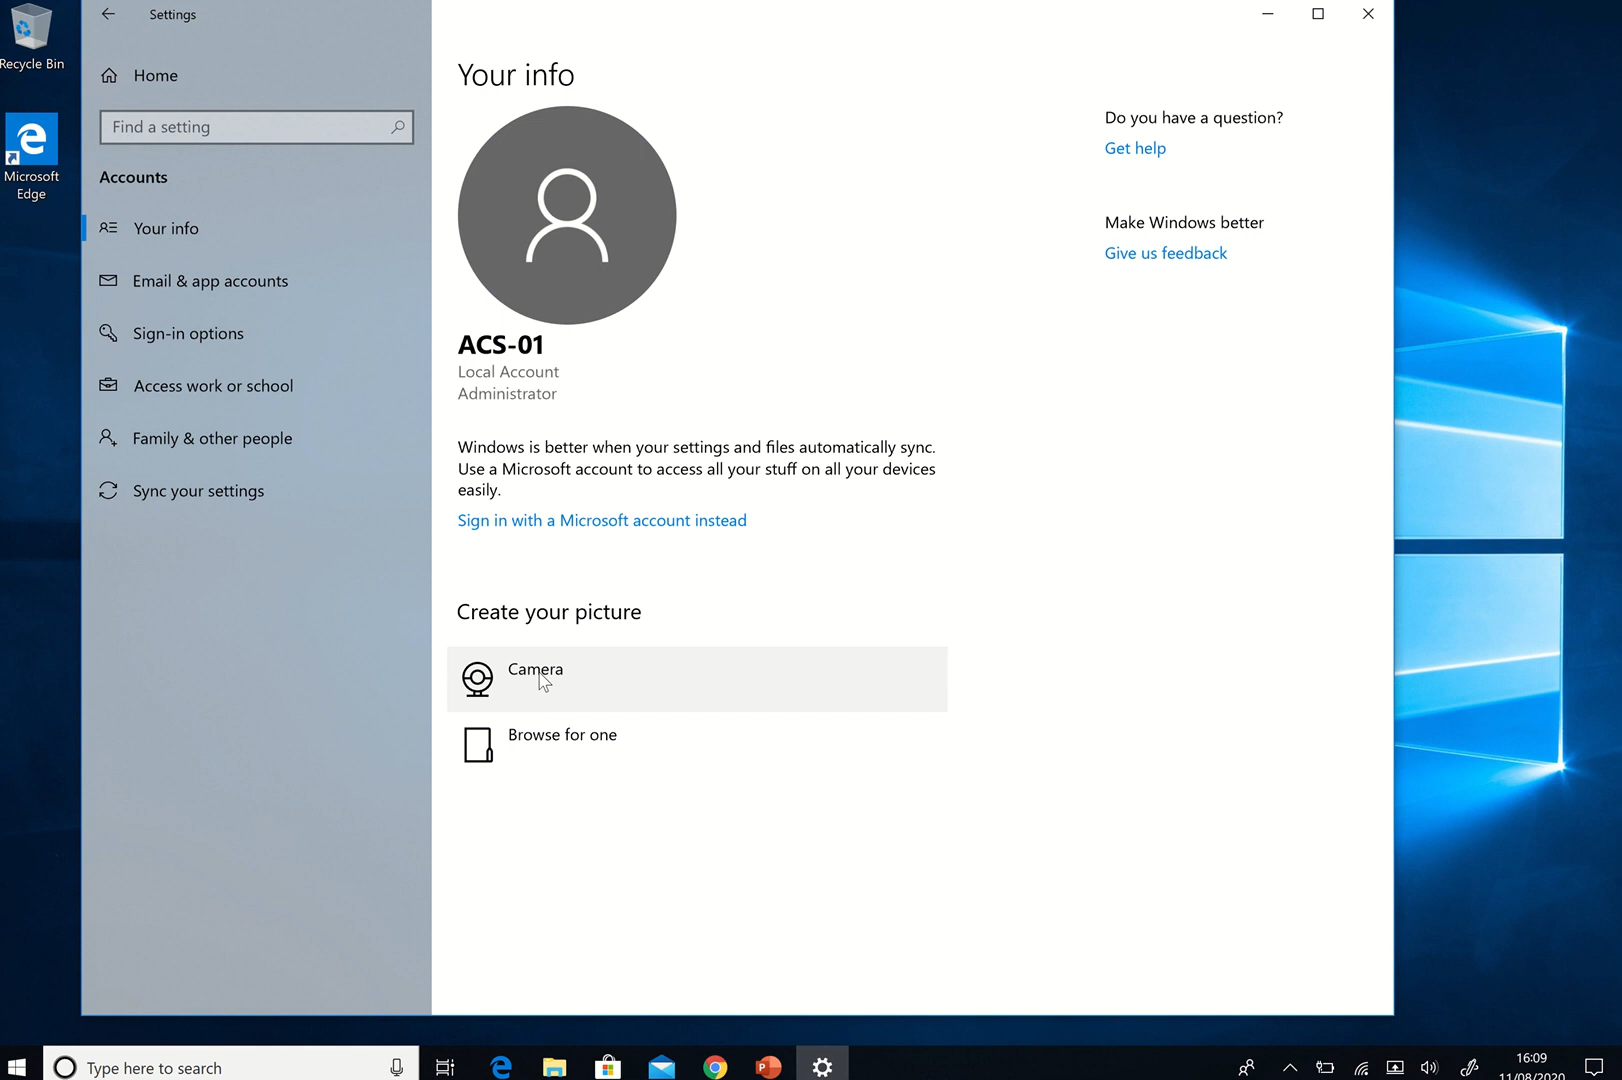 Recycle Bin
Microsoft
Edge
Settings
Home
Find a setting
Accounts
Your info
Email & app accounts
Sign-in options
Access work or school
Family & other people
Sync your settings
Your info
ACS-01
Local Account
Administrator
Windows is better when your settings and files automatically sync.
Use a Microsoft account to access all your stuff on all your devices
easily.
Sign in with a Microsoft account instead
Create your picture
Camera
Browse for one
Do you have a question?
Get help
Make Windows better
Give us feedback
Type here to search
16:09
11/08/2020